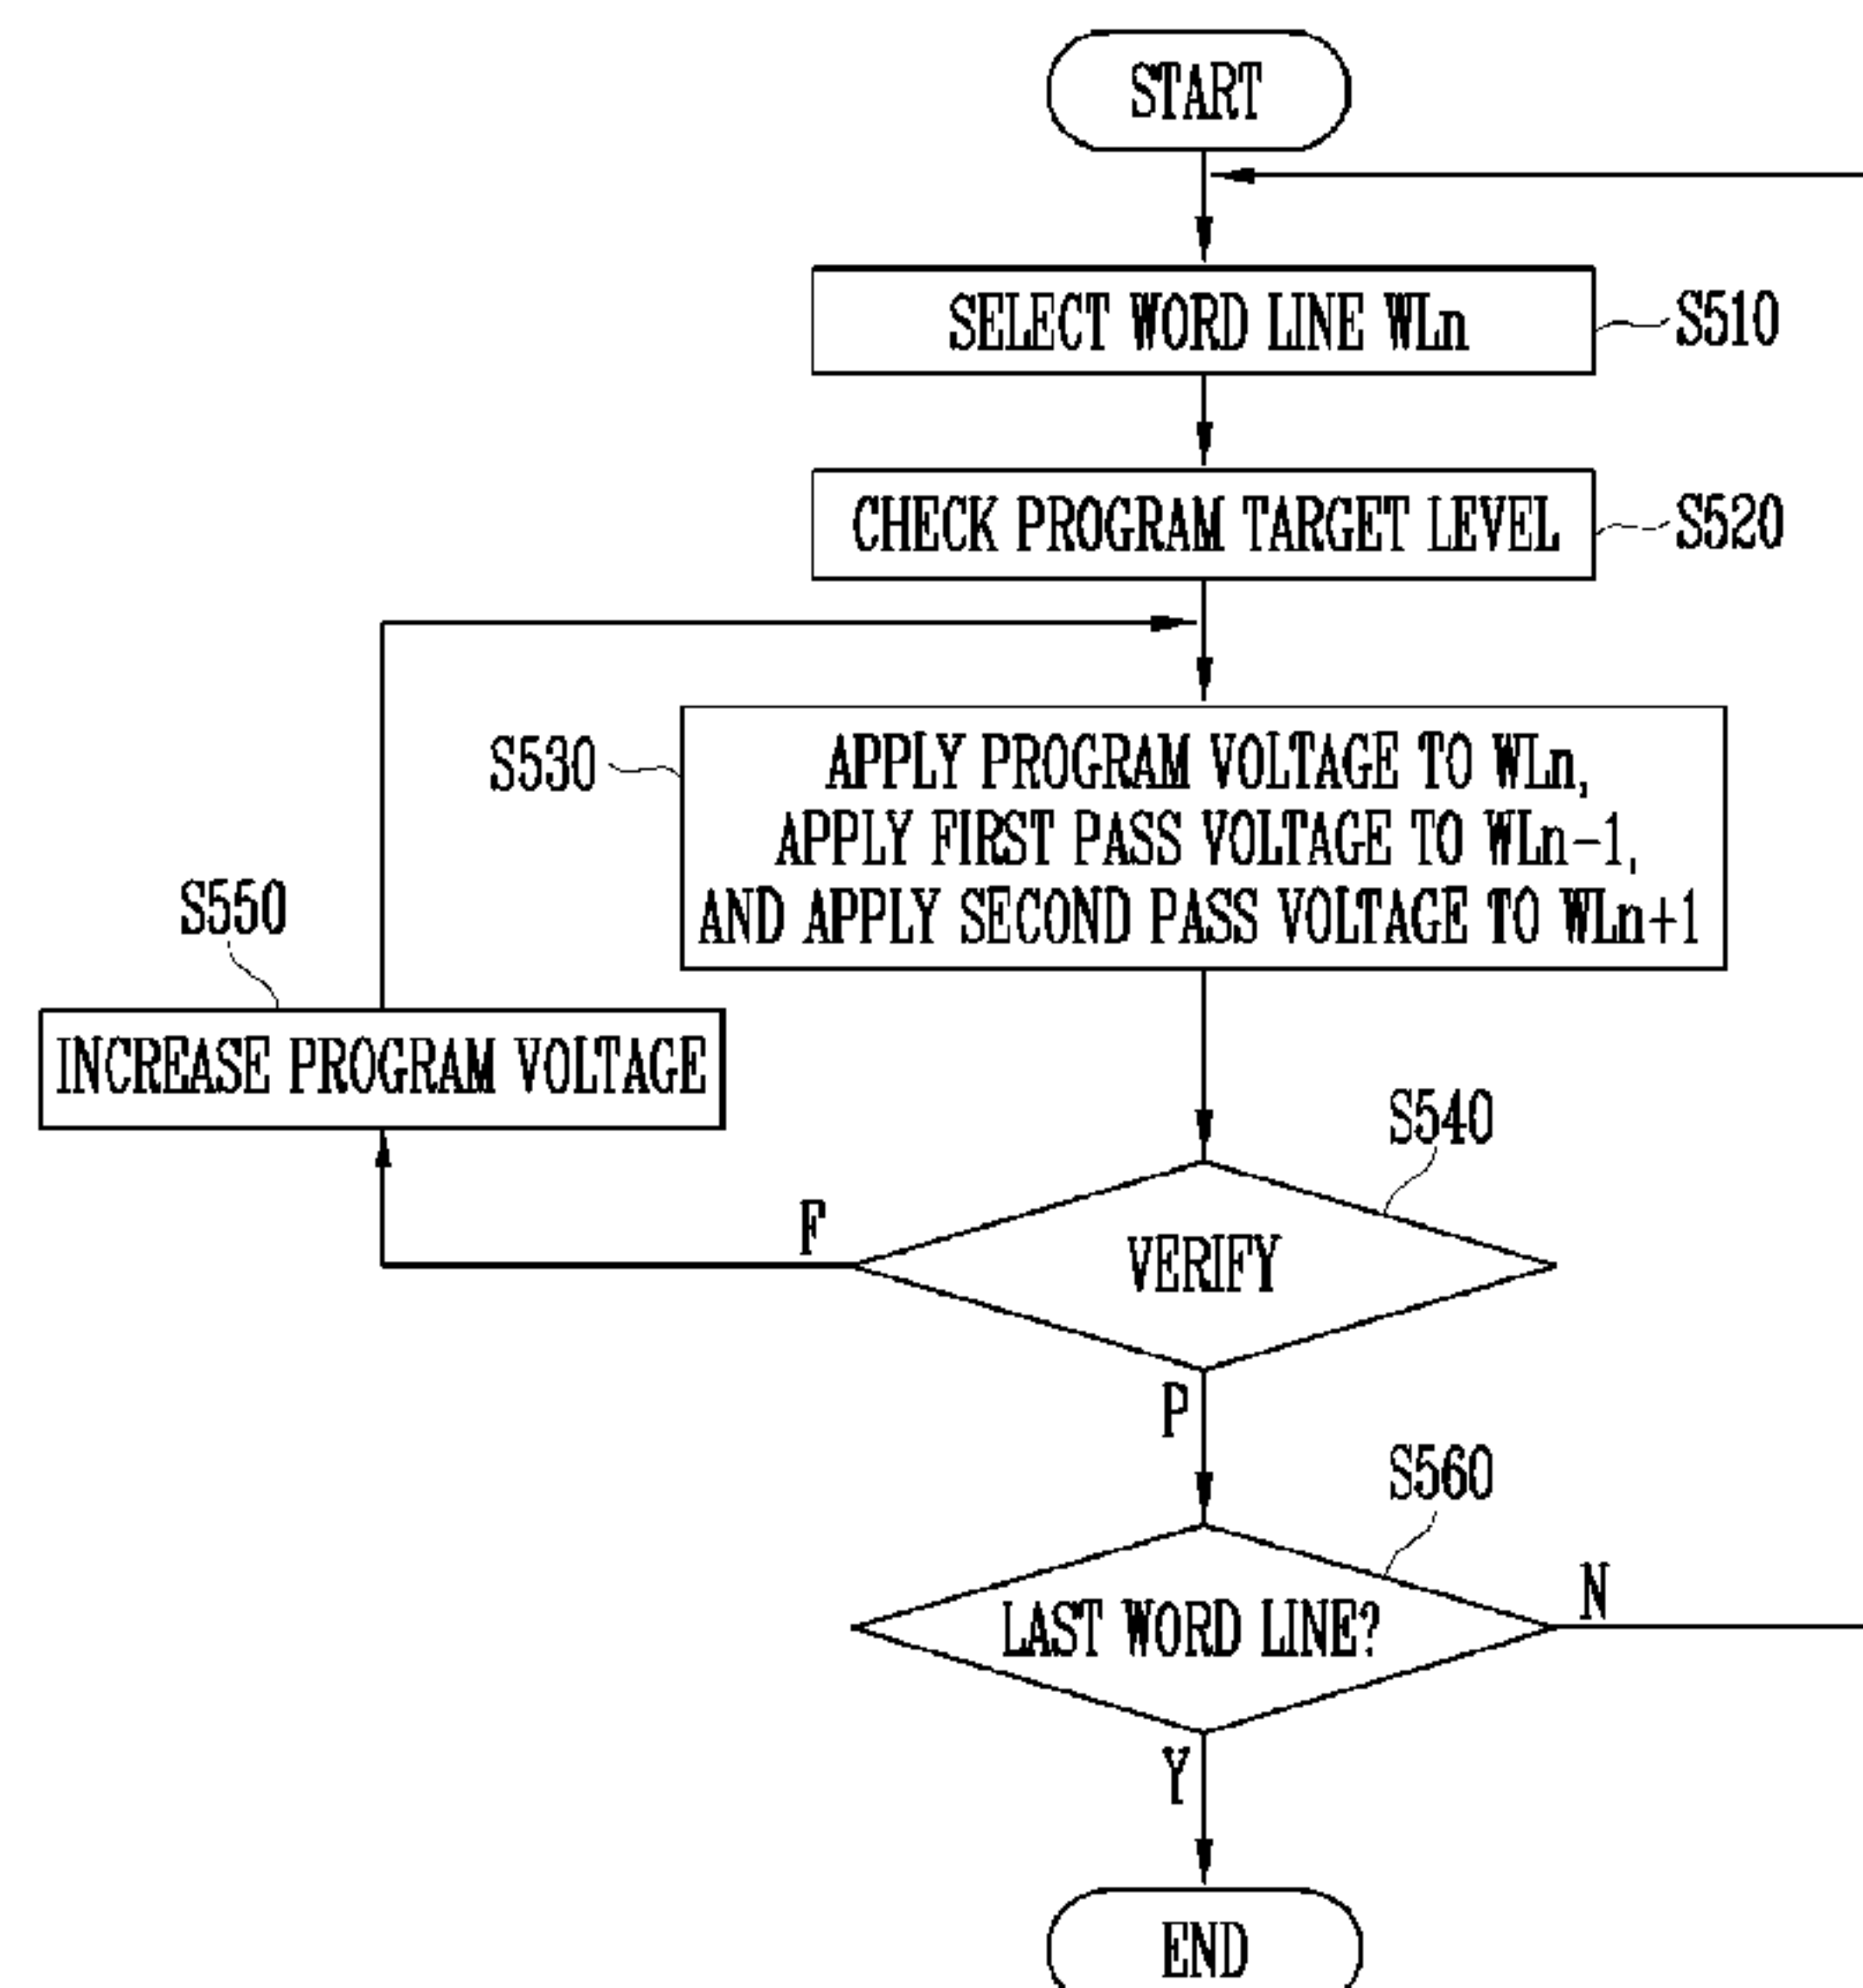 START
SELECT WORD LINE WLn
S510
CHECK PROGRAM TARGET LEVEL
S520
S530
APPLY PROGRAM VOLTAGE TO WLn,
APPLY FIRST PASS VOLTAGE TO WLn-1,
AND APPLY SECOND PASS VOLTAGE TO WLn+1
S550
INCREASE PROGRAM VOLTAGE
S540
F
VERIFY
P
S560
N
LAST WORD LINE?
Y
END